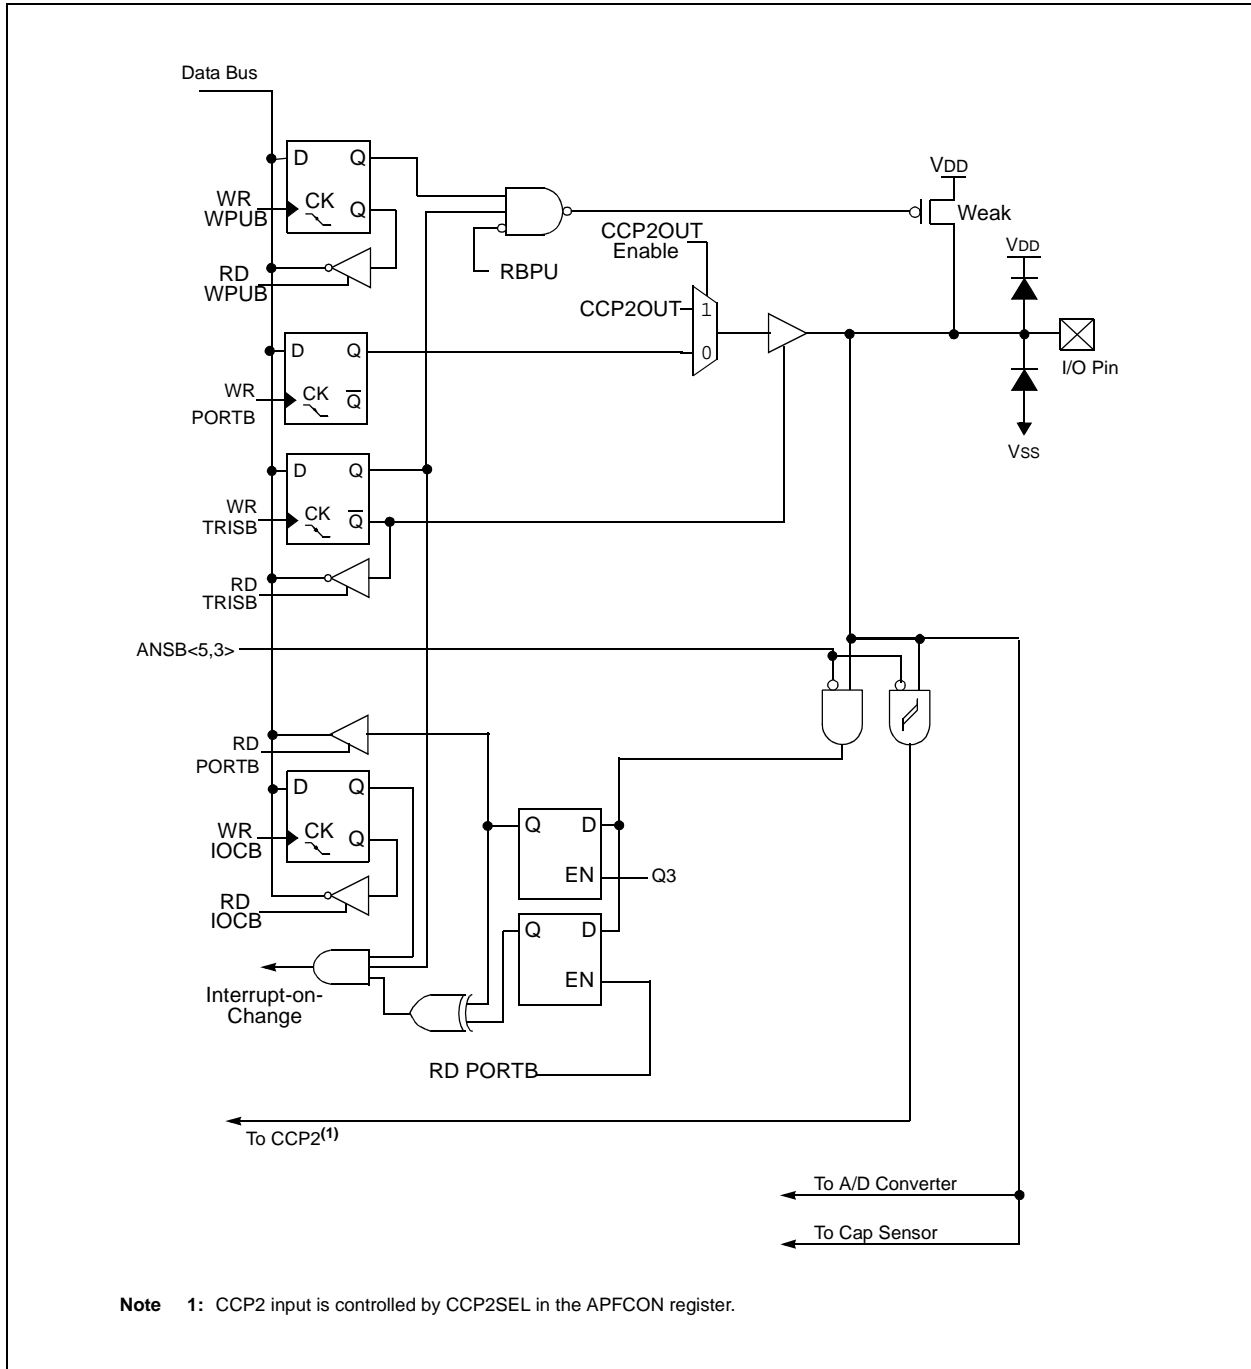 Data Bus
D Q
WR
WPUB
CK
Q
RD
WPUB
RBPU
CCP2OUT
Enable
CCP2OUT
1
0
VDD
Weak
VDD
I/O Pin
VSS
D Q
WR
PORTB
CK
Q
D Q
WR
TRISB
CK
Q
RD
TRISB
ANSB<5,3>
RD
PORTB
D Q
WR
IOCB
CK
Q
RD
IOCB
Q D
EN
Q3
Q D
EN
Interrupt-on-
Change
RD PORTB
To CCP2(1)
To A/D Converter
To Cap Sensor
Note 1: CCP2 input is controlled by CCP2SEL in the APFCON register.